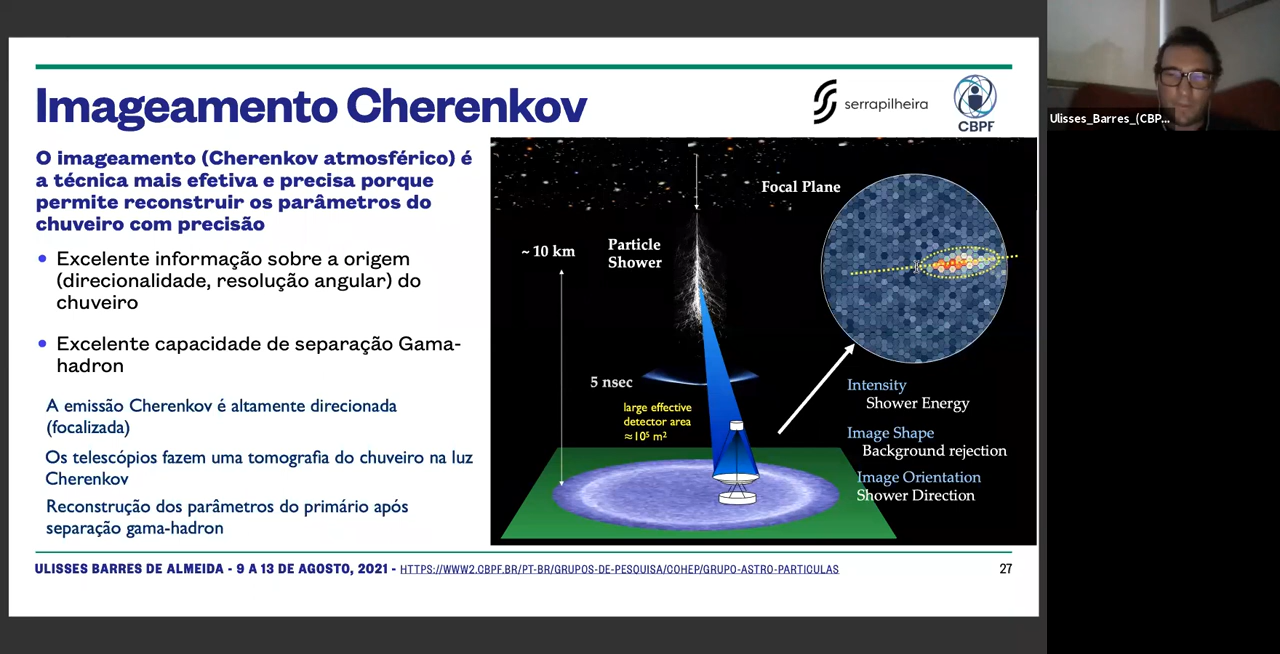 Imageamento Cherenkov
serrapilheira
CBPF
Ulisses_Barres_(CBP...
O imageamento (Cherenkov atmosférico) é
a técnica mais efetiva e precisa porque
permite reconstruir os parâmetros do
chuveiro com precisão
• Excelente informação sobre a origem
(direcionalidade, resolução angular) do
chuveiro
• Excelente capacidade de separação Gama-
hadron
A emissão Cherenkov é altamente direcionada
(focalizada)
Os telescópios fazem uma tomografia do chuveiro na luz
Cherenkov
Reconstrução dos parâmetros do primário após
separação gama-hadron
~ 10 km
Particle
Shower
Focal Plane
5 nsec
large effective
detector area
≈10⁵ m²
Intensity
Shower Energy
Image Shape
Background rejection
Image Orientation
Shower Direction
ULISSES BARRES DE ALMEIDA - 9 A 13 DE AGOSTO, 2021 - HTTPS://WWW2.CBPF.BR/PT-BR/GRUPOS-DE-PESQUISA/COHEP/GRUPO-ASTRO-PARTICULAS
27